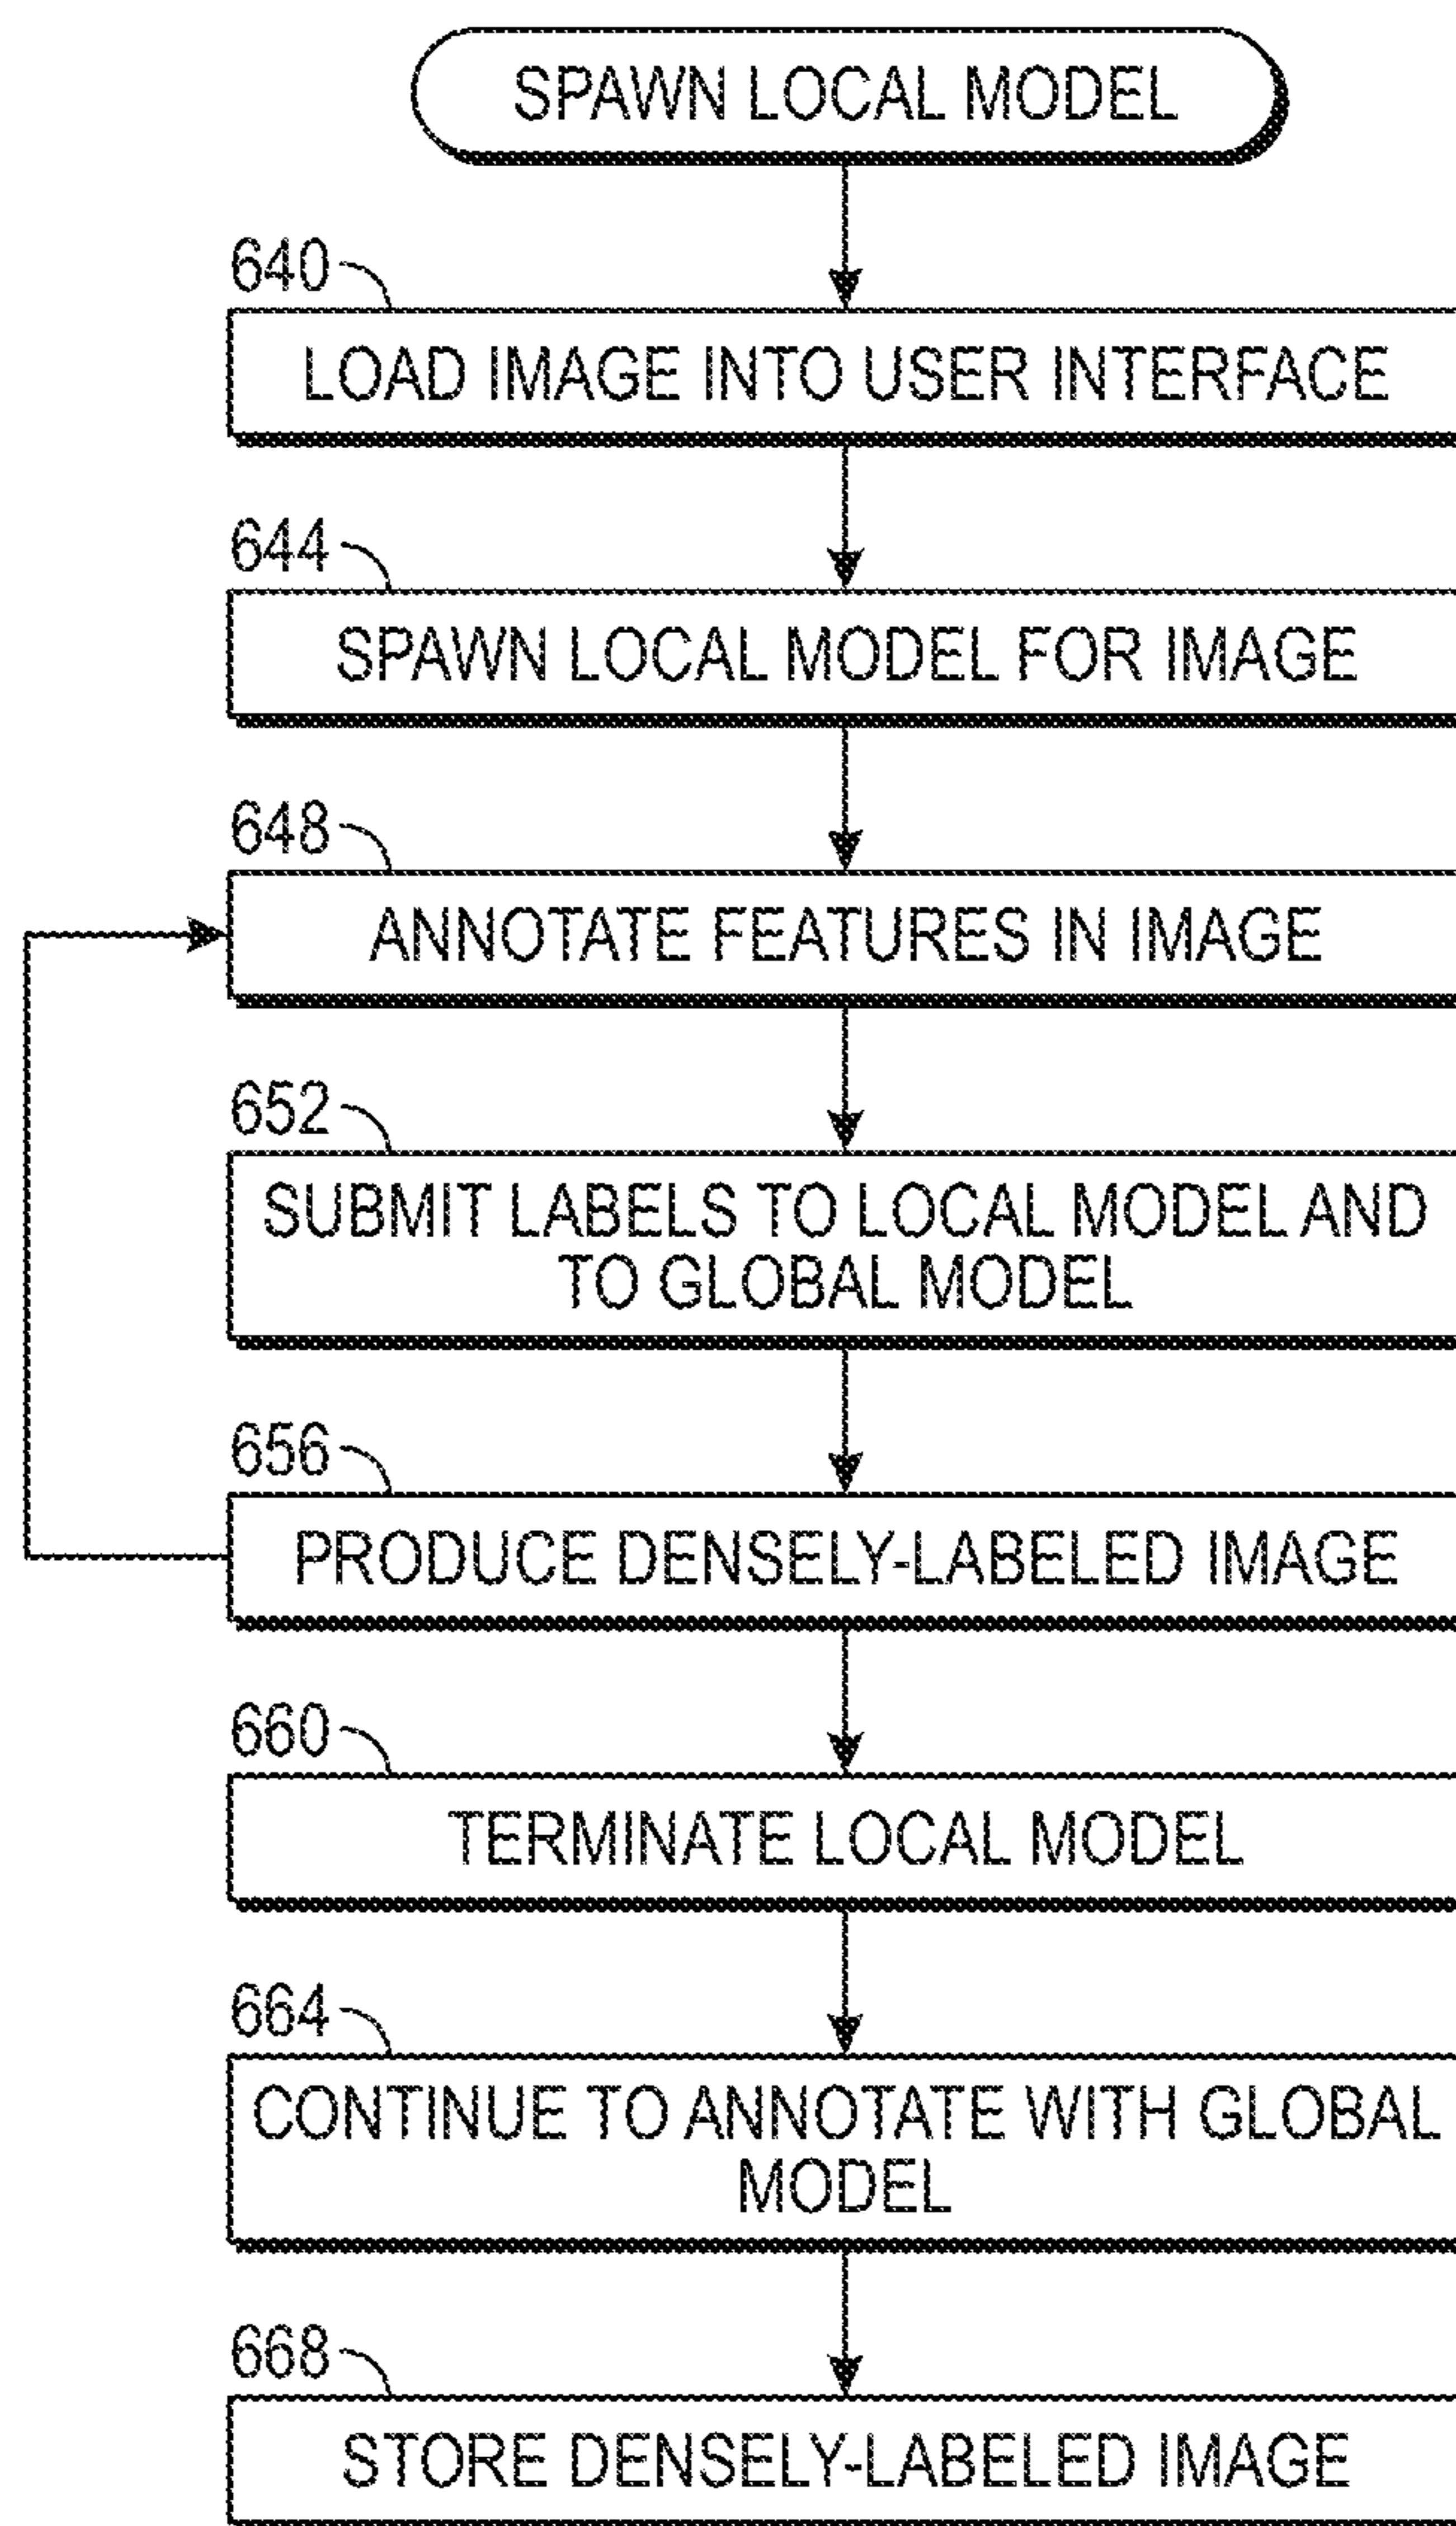 SPAWN LOCAL MODEL
640
LOAD IMAGE INTO USER INTERFACE
644
SPAWN LOCAL MODEL FOR IMAGE
648
ANNOTATE FEATURES IN IMAGE
652
SUBMIT LABELS TO LOCAL MODEL AND
TO GLOBAL MODEL
656
PRODUCE DENSELY-LABELED IMAGE
660
TERMINATE LOCAL MODEL
664
CONTINUE TO ANNOTATE WITH GLOBAL
MODEL
668
STORE DENSELY-LABELED IMAGE